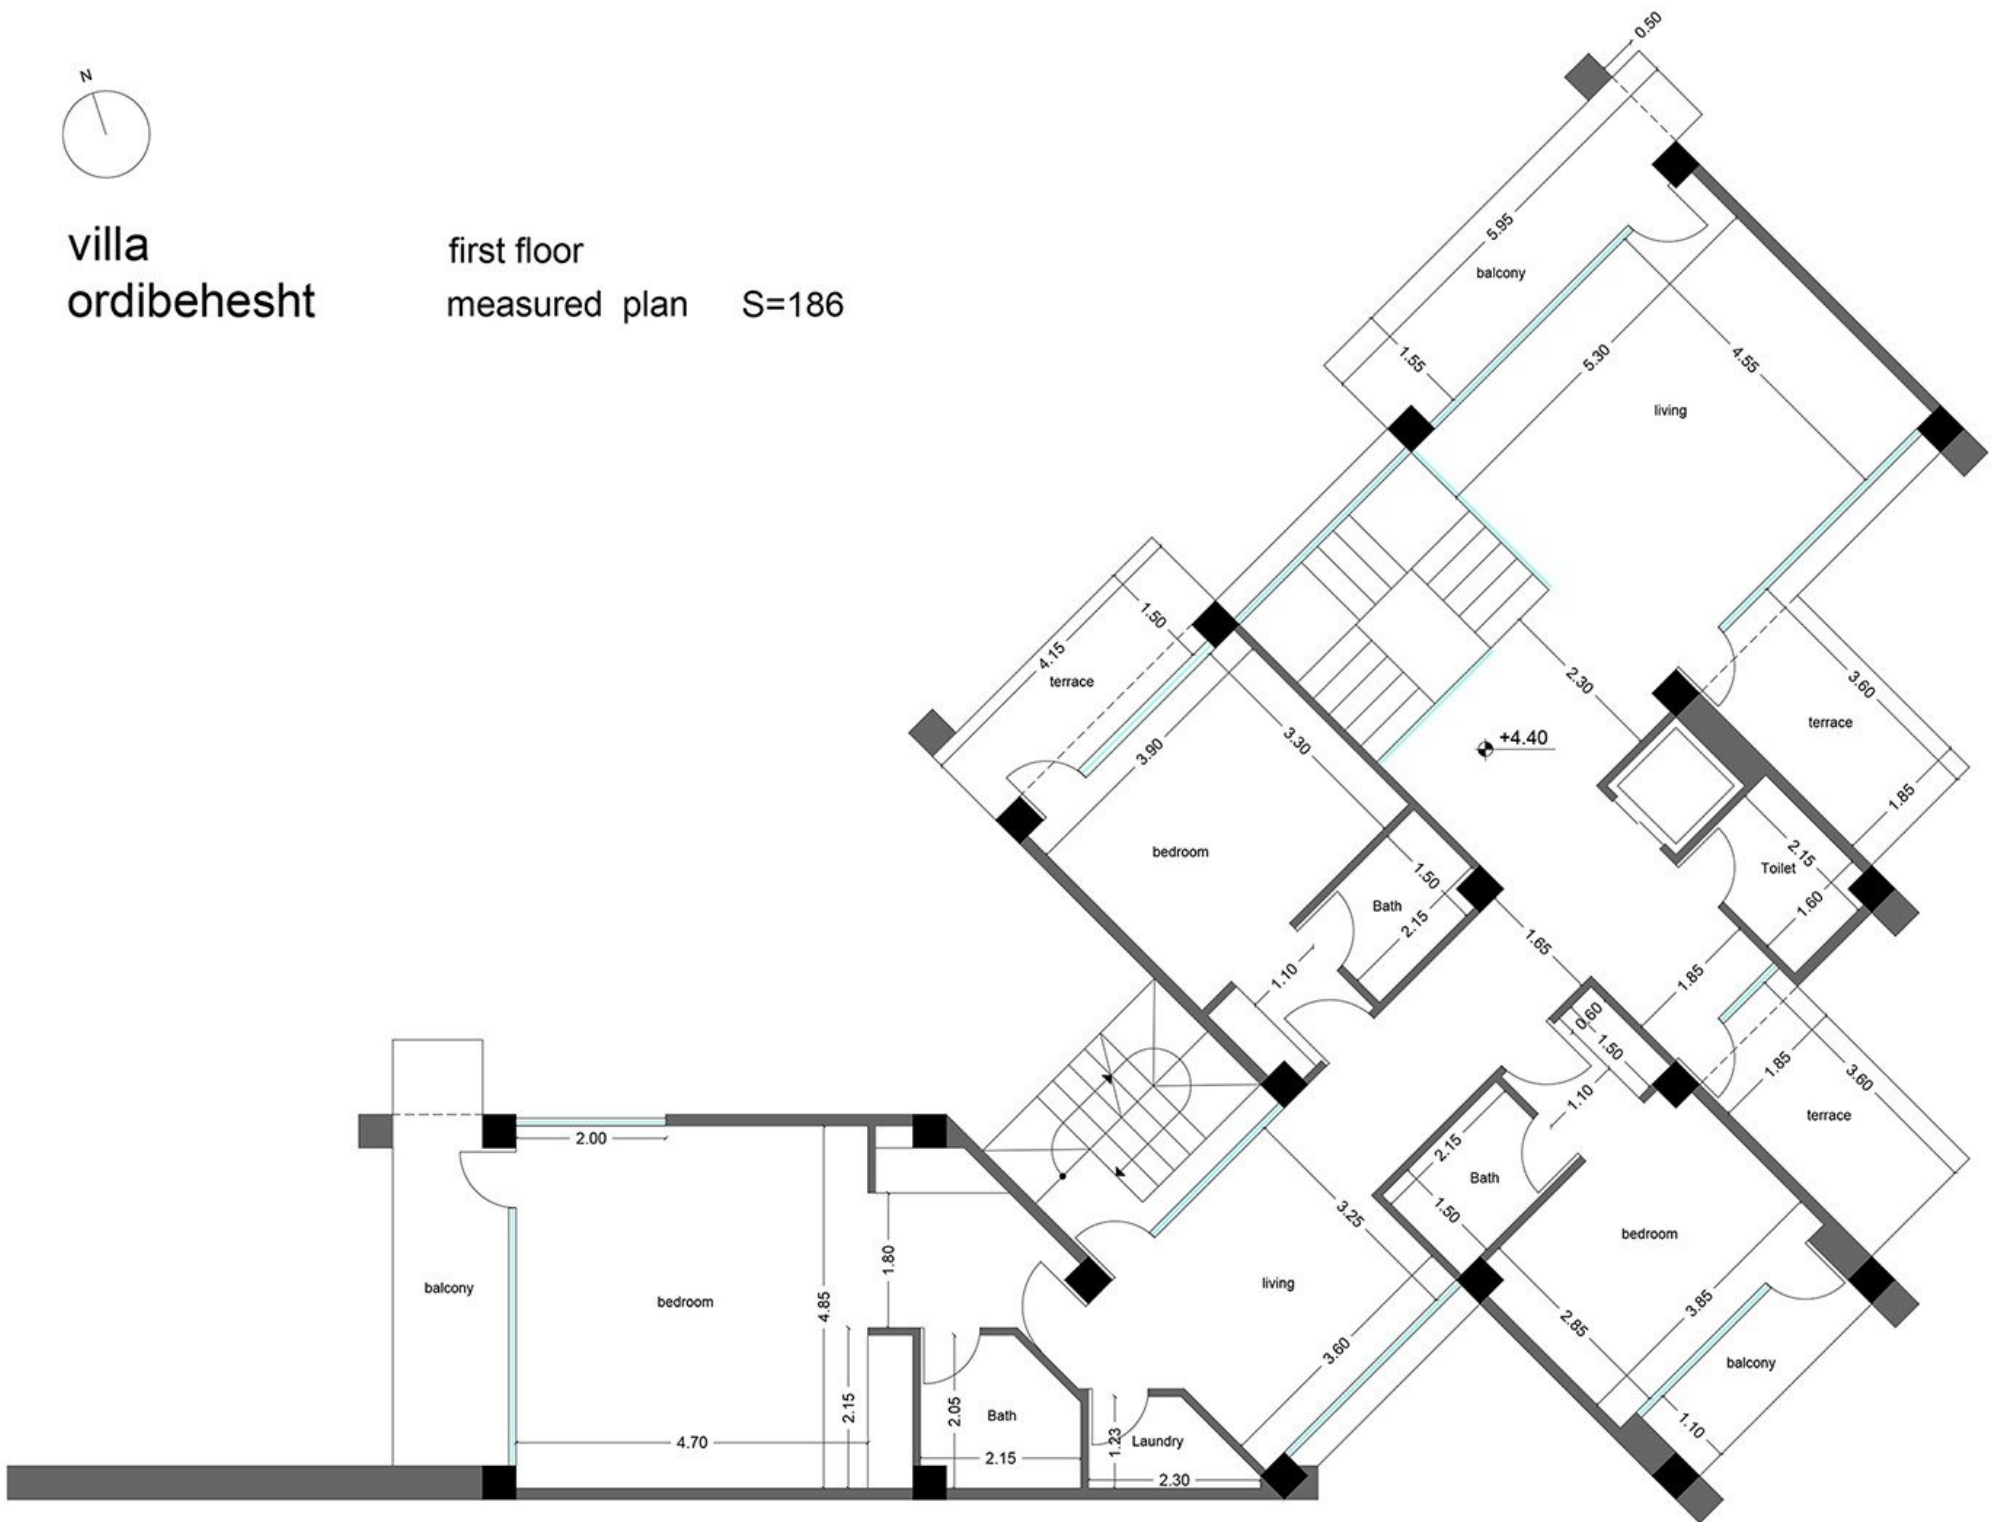 N
villa
ordibehesht
first floor
measured plan S=186
0.50
5.95
balcony
1.55
5.30
4.55
living
1.50
4.15
terrace
3.90
3.30
2.30
+4.40
3.60
terrace
1.85
bedroom
1.50
Bath
2.15
2.15
Toilet
1.60
1.65
1.85
1.10
0.60
1.50
1.10
1.85
3.60
terrace
2.15
Bath
1.50
bedroom
3.85
2.85
balcony
1.10
2.00
1.80
4.85
balcony
bedroom
3.25
living
3.60
2.15
2.05
Bath
2.15
4.70
1.23
Laundry
2.30